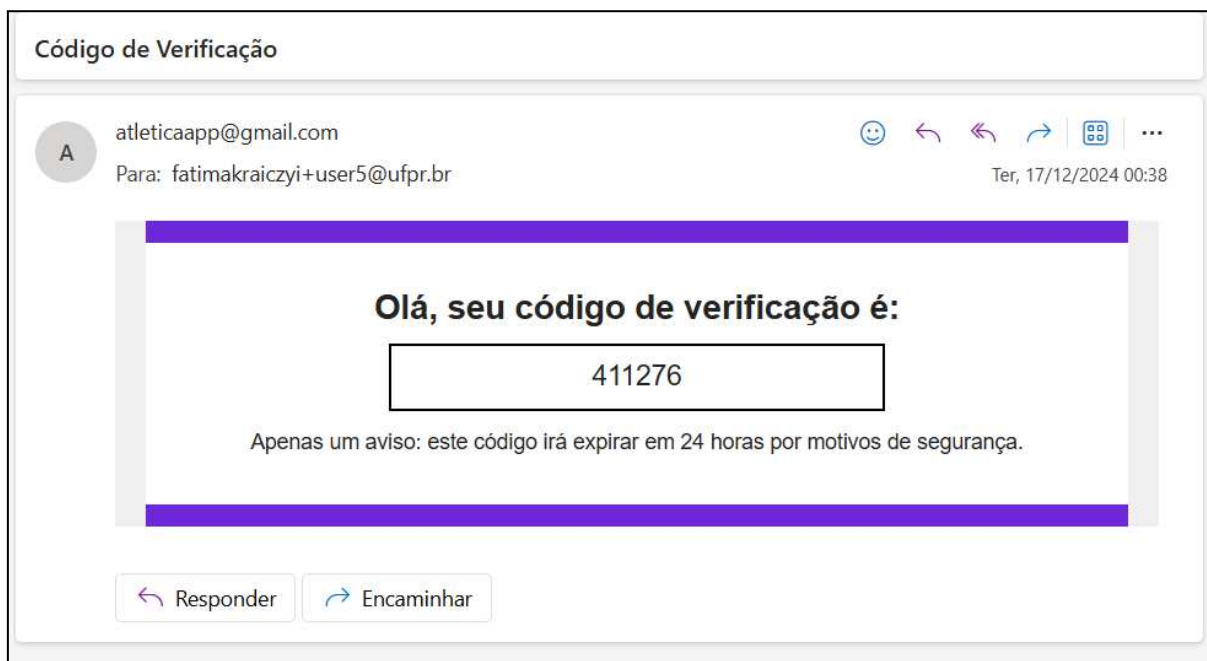 Código de Verificação
A
atleticaapp@gmail.com
Para: fatimakraiczyi+user5@ufpr.br
Ter, 17/12/2024 00:38
Olá, seu código de verificação é:
411276
Apenas um aviso: este código irá expirar em 24 horas por motivos de segurança.
Responder
Encaminhar